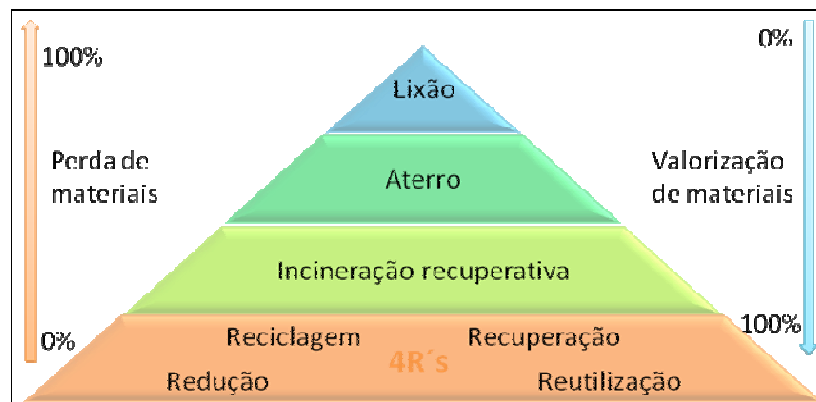 100%
0%
Lixão
Perda de
materiais
Valorização
de materiais
Aterro
Incineração recuperativa
0%
100%
Reciclagem
Recuperação
4R´s
Redução
Reutilização